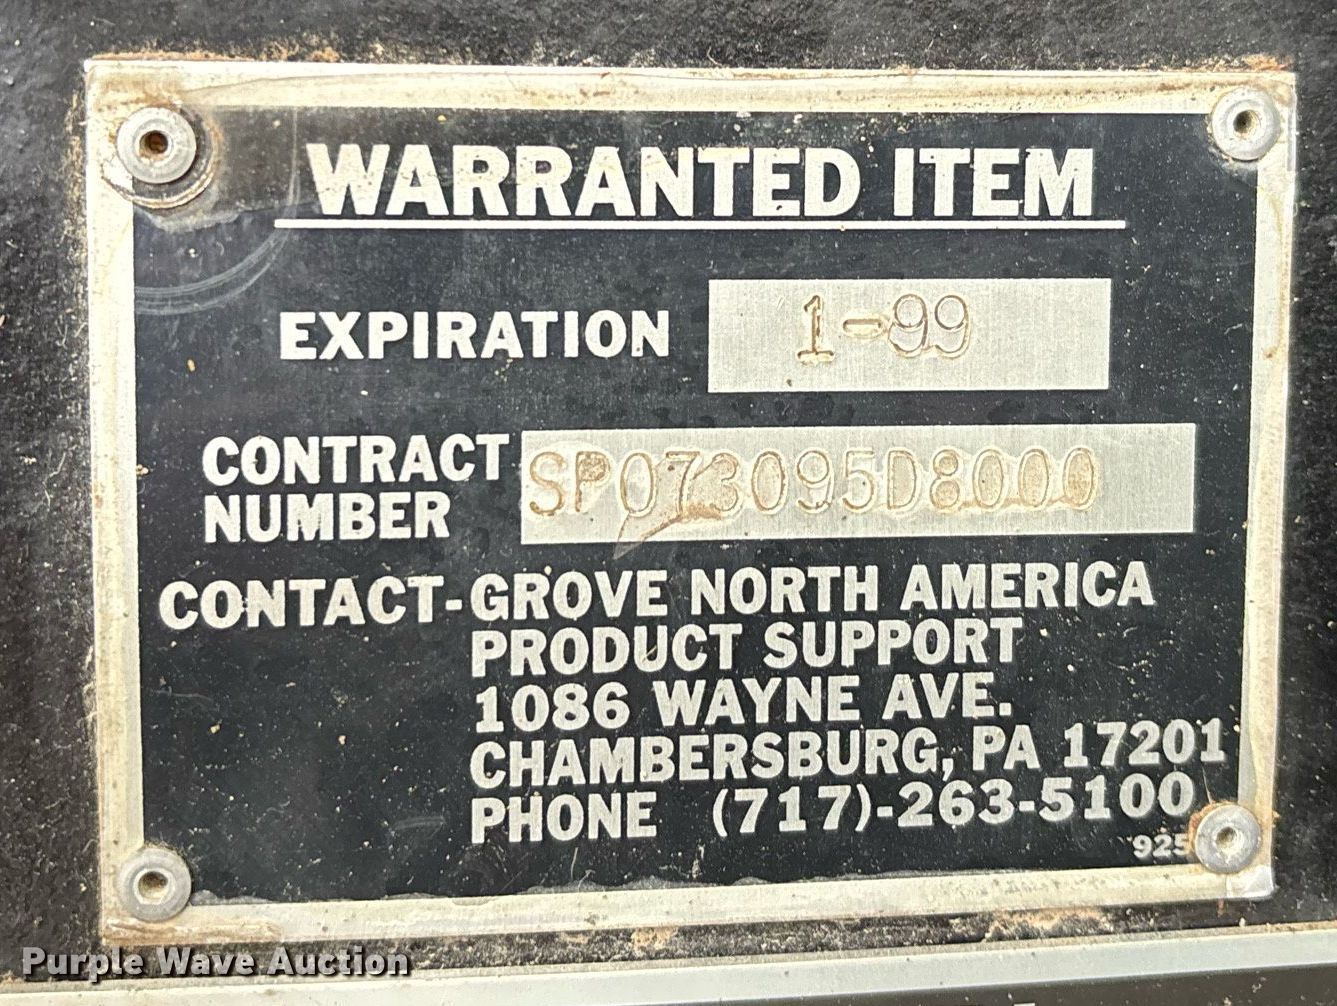 WARRANTED ITEM
EXPIRATION 1-99
CONTRACT NUMBER SP073095D8000
CONTACT-GROVE NORTH AMERICA
PRODUCT SUPPORT
1086 WAYNE AVE.
CHAMBERSBURG, PA 17201
PHONE (717)-263-5100
925
Purple Wave Auction